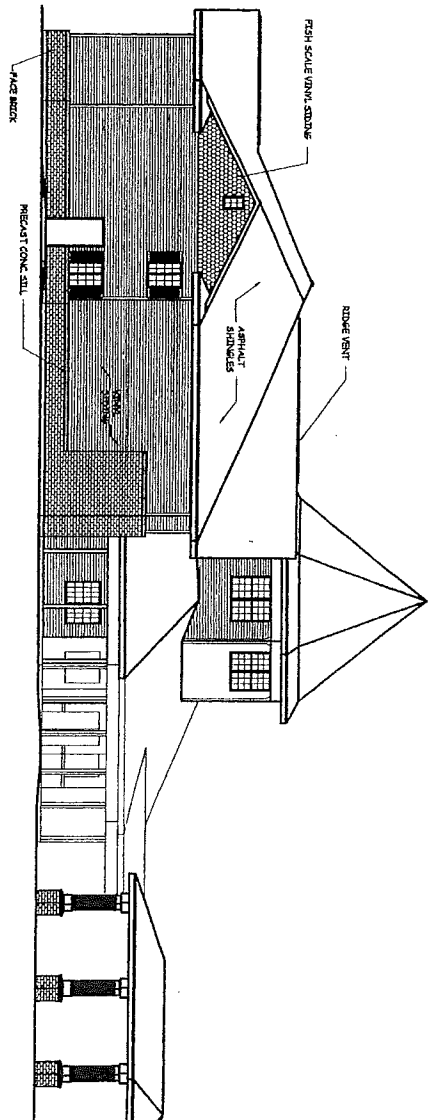 FISH SCALE VINYL SIDING
RIDGE VENT
ASPHALT
SHINGLES
VINYL
SIDING
PRECAST CONC. SILL
FACE BRICK